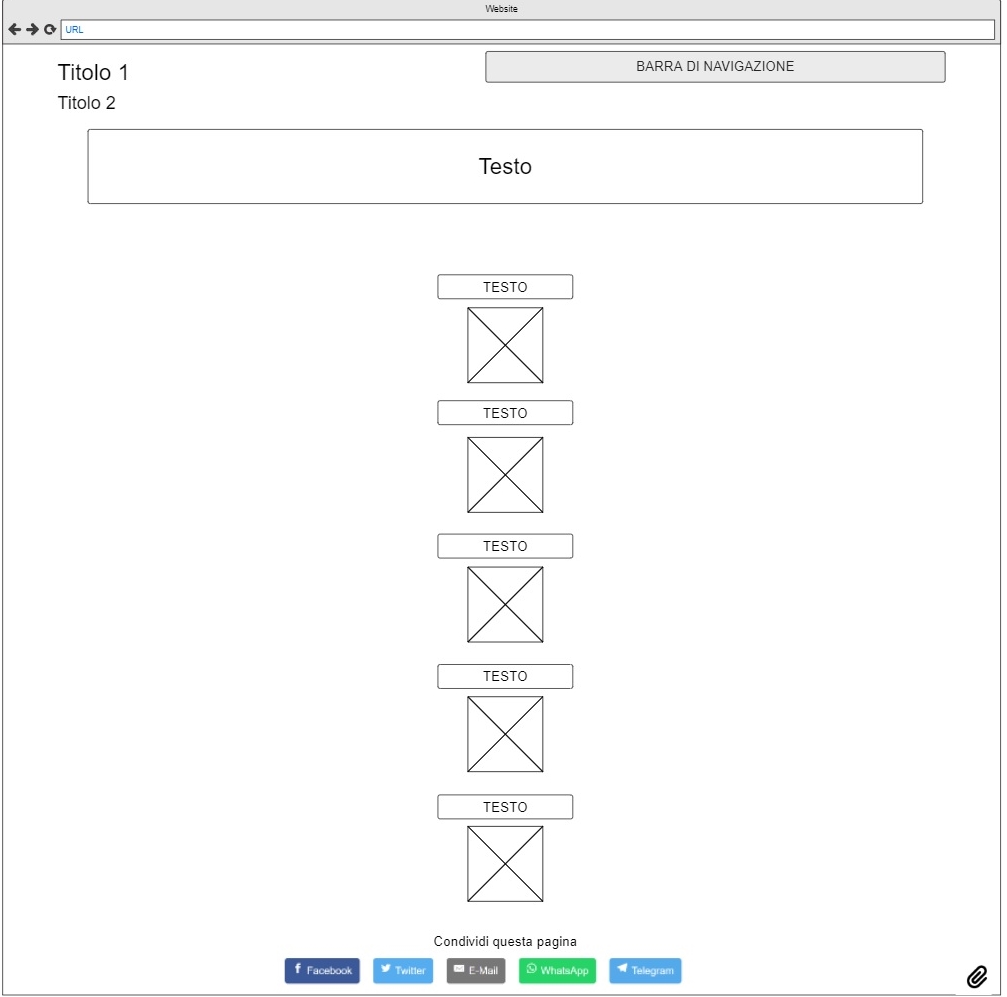 Website
URL
Titolo 1
BARRA DI NAVIGAZIONE
Titolo 2
Testo
TESTO
TESTO
TESTO
TESTO
TESTO
Condividi questa pagina
Facebook
Twitter
E-Mail
WhatsApp
Telegram